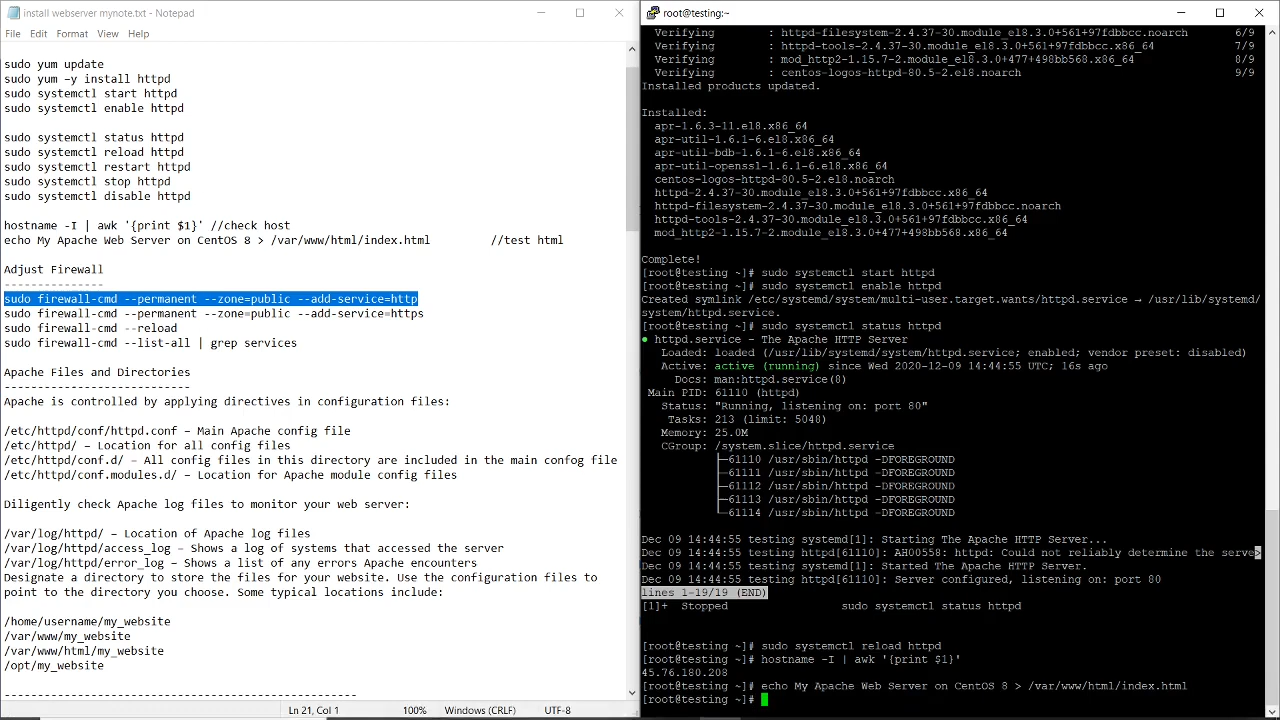 install webserver mynote.txt - Notepad
File Edit Format View Help
sudo yum update
sudo yum -y install httpd
sudo systemctl start httpd
sudo systemctl enable httpd
sudo systemctl status httpd
sudo systemctl reload httpd
sudo systemctl restart httpd
sudo systemctl stop httpd
sudo systemctl disable httpd
hostname -I | awk '{print $1}' //check host
echo My Apache Web Server on CentOS 8 > /var/www/html/index.html //test html
Adjust Firewall
---------------
sudo firewall-cmd --permanent --zone=public --add-service=http
sudo firewall-cmd --permanent --zone=public --add-service=https
sudo firewall-cmd --reload
sudo firewall-cmd --list-all | grep services
Apache Files and Directories
----------------------------
Apache is controlled by applying directives in configuration files:
/etc/httpd/conf/httpd.conf – Main Apache config file
/etc/httpd/ – Location for all config files
/etc/httpd/conf.d/ – All config files in this directory are included in the main confog file
/etc/httpd/conf.modules.d/ – Location for Apache module config files
Diligently check Apache log files to monitor your web server:
/var/log/httpd/ – Location of Apache log files
/var/log/httpd/access_log – Shows a log of systems that accessed the server
/var/log/httpd/error_log – Shows a list of any errors Apache encounters
Designate a directory to store the files for your website. Use the configuration files to
point to the directory you choose. Some typical locations include:
/home/username/my_website
/var/www/my_website
/var/www/html/my_website
/opt/my_website
-----------------------------------------------------
Ln 21, Col 1 100% Windows (CRLF) UTF-8
root@testing:~
Verifying : httpd-filesystem-2.4.37-30.module_el8.3.0+561+97fdbbcc.noarch 6/9
Verifying : httpd-tools-2.4.37-30.module_el8.3.0+561+97fdbbcc.x86_64 7/9
Verifying : mod_http2-1.15.7-2.module_el8.3.0+477+498bb568.x86_64 8/9
Verifying : centos-logos-httpd-80.5-2.el8.noarch 9/9
Installed products updated.
Installed:
apr-1.6.3-11.el8.x86_64
apr-util-1.6.1-6.el8.x86_64
apr-util-bdb-1.6.1-6.el8.x86_64
apr-util-openssl-1.6.1-6.el8.x86_64
centos-logos-httpd-80.5-2.el8.noarch
httpd-2.4.37-30.module_el8.3.0+561+97fdbbcc.x86_64
httpd-filesystem-2.4.37-30.module_el8.3.0+561+97fdbbcc.noarch
httpd-tools-2.4.37-30.module_el8.3.0+561+97fdbbcc.x86_64
mod_http2-1.15.7-2.module_el8.3.0+477+498bb568.x86_64
Complete!
[root@testing ~]# sudo systemctl start httpd
[root@testing ~]# sudo systemctl enable httpd
Created symlink /etc/systemd/system/multi-user.target.wants/httpd.service → /usr/lib/systemd/
system/httpd.service.
[root@testing ~]# sudo systemctl status httpd
● httpd.service - The Apache HTTP Server
Loaded: loaded (/usr/lib/systemd/system/httpd.service; enabled; vendor preset: disabled)
Active: active (running) since Wed 2020-12-09 14:44:55 UTC; 16s ago
Docs: man:httpd.service(8)
Main PID: 61110 (httpd)
Status: "Running, listening on: port 80"
Tasks: 213 (limit: 5048)
Memory: 25.0M
CGroup: /system.slice/httpd.service
├─61110 /usr/sbin/httpd -DFOREGROUND
├─61111 /usr/sbin/httpd -DFOREGROUND
├─61112 /usr/sbin/httpd -DFOREGROUND
├─61113 /usr/sbin/httpd -DFOREGROUND
└─61114 /usr/sbin/httpd -DFOREGROUND
Dec 09 14:44:55 testing systemd[1]: Starting The Apache HTTP Server...
Dec 09 14:44:55 testing httpd[61110]: AH00558: httpd: Could not reliably determine the serve>
Dec 09 14:44:55 testing systemd[1]: Started The Apache HTTP Server.
Dec 09 14:44:55 testing httpd[61110]: Server configured, listening on: port 80
lines 1-19/19 (END)
[1]+ Stopped sudo systemctl status httpd
[root@testing ~]# sudo systemctl reload httpd
[root@testing ~]# hostname -I | awk '{print $1}'
45.76.180.208
[root@testing ~]# echo My Apache Web Server on CentOS 8 > /var/www/html/index.html
[root@testing ~]#